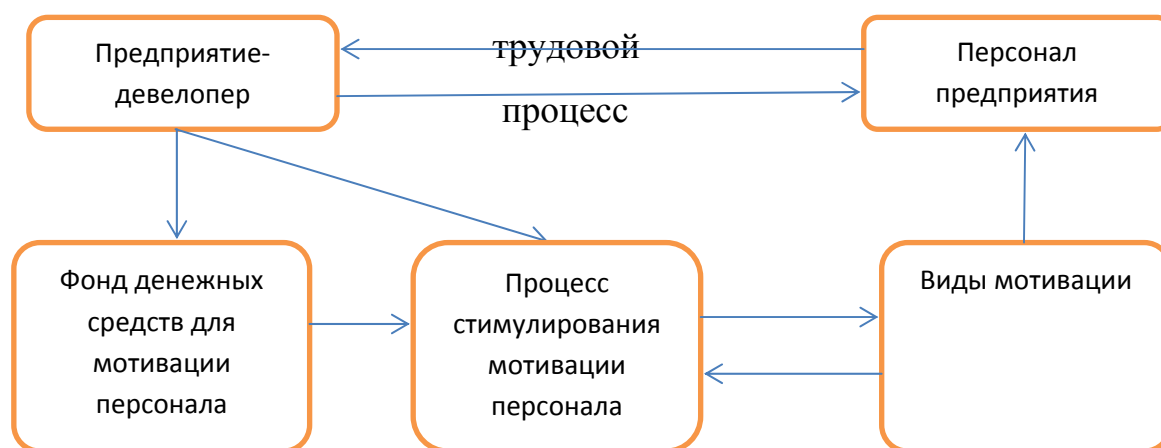 Предприятие-
девелопер
трудовой
процесс
Персонал
предприятия
Фонд денежных
средств для
мотивации
персонала
Процесс
стимулирования
мотивации
персонала
Виды мотивации